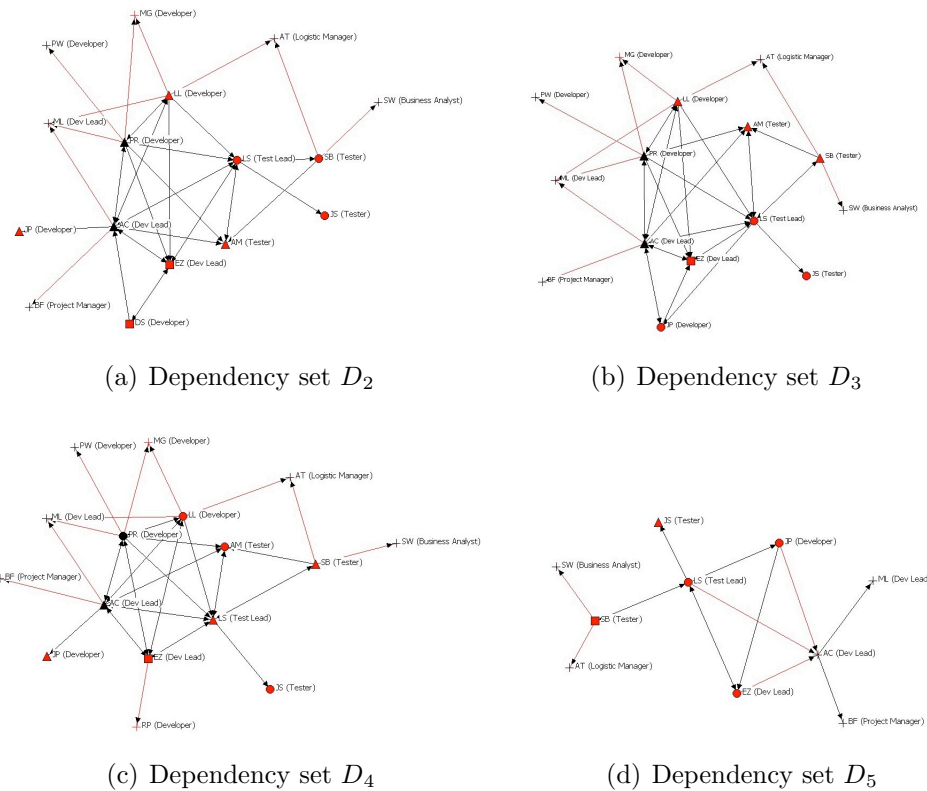 MG (Developer)
AT (Logistic Manager)
PW (Developer)
LL (Developer)
SW (Business Analyst)
ML (Dev Lead)
PR (Developer)
LS (Test Lead)
SB (Tester)
JS (Tester)
AC (Dev Lead)
JP (Developer)
AM (Tester)
EZ (Dev Lead)
BF (Project Manager)
DS (Developer)
(a) Dependency set D2
MG (Developer)
AT (Logistic Manager)
PW (Developer)
LL (Developer)
AM (Tester)
PR (Developer)
SB (Tester)
ML (Dev Lead)
SW (Business Analyst)
LS (Test Lead)
AC (Dev Lead)
EZ (Dev Lead)
JS (Tester)
BF (Project Manager)
JP (Developer)
(b) Dependency set D3
MG (Developer)
PW (Developer)
AT (Logistic Manager)
ML (Dev Lead)
LL (Developer)
PR (Developer)
AM (Tester)
SW (Business Analyst)
SB (Tester)
BF (Project Manager)
AC (Dev Lead)
LS (Test Lead)
JP (Developer)
EZ (Dev Lead)
JS (Tester)
RP (Developer)
(c) Dependency set D4
JS (Tester)
JP (Developer)
SW (Business Analyst)
LS (Test Lead)
ML (Dev Lead
SB (Tester)
AC (Dev Lead)
AT (Logistic Manager)
EZ (Dev Lead)
BF (Project Manager)
(d) Dependency set D5